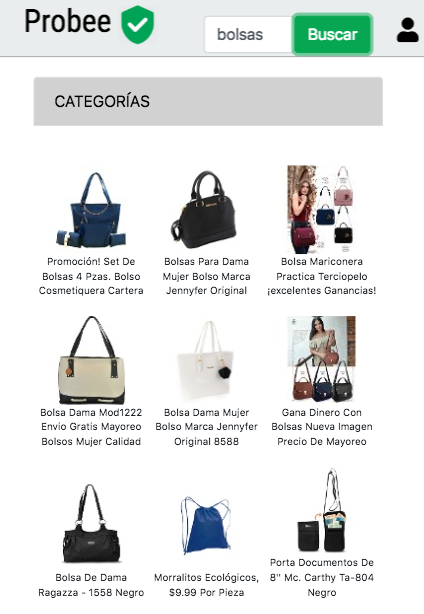 Probee
bolsas
Buscar
CATEGORÍAS
Promoción! Set De
Bolsas 4 Pzas. Bolso
Cosmetiquera Cartera
Bolsas Para Dama
Mujer Bolso Marca
Jennyfer Original
Bolsa Mariconera
Practica Terciopelo
¡excelentes Ganancias!
Bolsa Dama Mod1222
Envio Gratis Mayoreo
Bolsos Mujer Calidad
Bolsa Dama Mujer
Bolso Marca Jennyfer
Original 8588
Gana Dinero Con
Bolsas Nueva Imagen
Precio De Mayoreo
Bolsa De Dama
Ragazza - 1558 Negro
Morralitos Ecológicos,
$9.99 Por Pieza
Porta Documentos De
8'' Mc. Carthy Ta-804
Negro